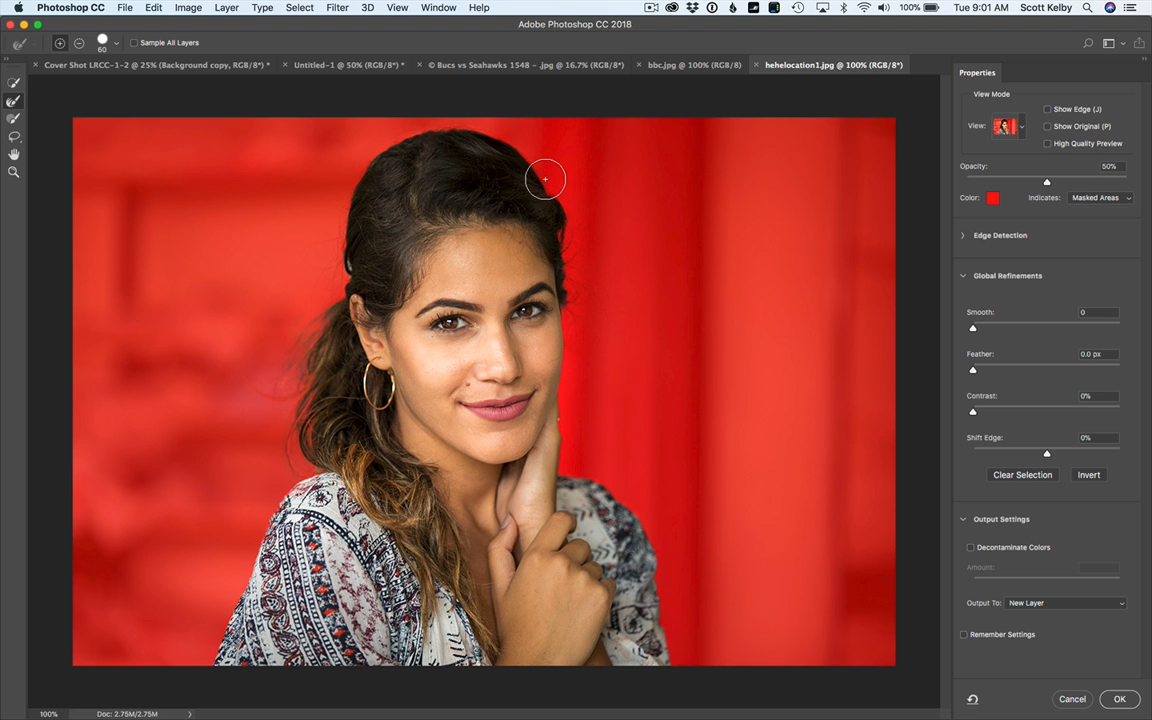 Photoshop CC File Edit Image Layer Type Select Filter 3D View Window Help 100% Tue 9:01 AM Scott Kelby
Adobe Photoshop CC 2018
60 Sample All Layers
Cover Shot LRCC-1-2 @ 25% (Background copy, RGB/8*) * Untitled-1 @ 50% (RGB/8*) * © Bucs vs Seahawks 1548 - .jpg @ 16.7% (RGB/8*) bbc.jpg @ 100% (RGB/8) hehelocation1.jpg @ 100% (RGB/8*)
Properties
View Mode
Show Edge (J)
View: Show Original (P)
High Quality Preview
Opacity: 50%
Color: Indicates: Masked Areas
Edge Detection
Global Refinements
Smooth: 0
Feather: 0.0 px
Contrast: 0%
Shift Edge: 0%
Clear Selection Invert
Output Settings
Decontaminate Colors
Amount:
Output To: New Layer
Remember Settings
Cancel OK
100% Doc: 2.75M/2.75M